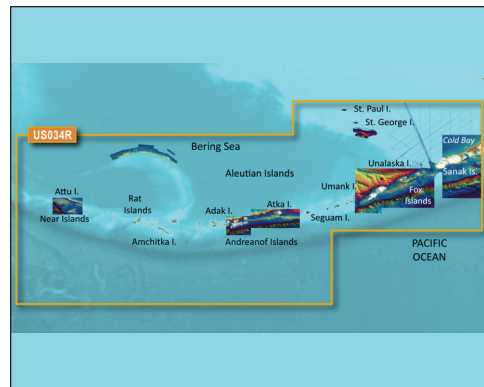 St. Paul I.
St. George I.
US034R
Bering Sea
Cold Bay
Unalaska I.
Aleutian Islands
Sanak Is.
Attu I.
Umank I.
Fox
Islands
Rat
Islands
Atka I.
Adak I.
Near Islands
Seguam I.
Amchitka I.
Andreanof Islands
PACIFIC
OCEAN